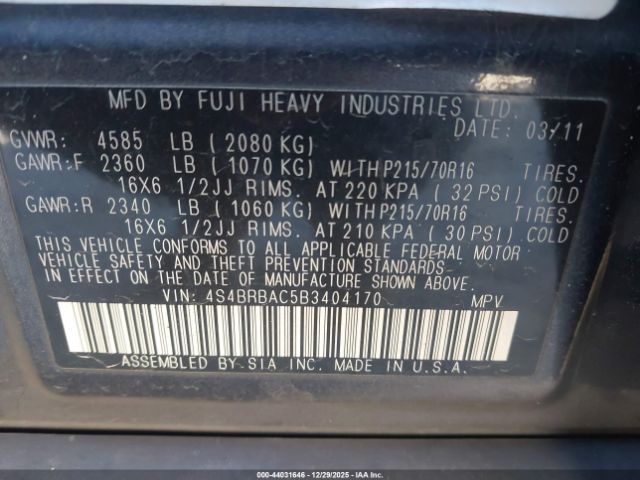 MFD BY FUJI HEAVY INDUSTRIES LTD.
DATE: 03/11
GVWR: 4585 LB ( 2080 KG)
GAWR:F 2360 LB ( 1070 KG) WITH P215/70R16 TIRES.
16X6 1/2JJ RIMS. AT 220 KPA ( 32 PSI) COLD
GAWR:R 2340 LB ( 1060 KG) WITH P215/70R16 TIRES.
16X6 1/2JJ RIMS. AT 210 KPA ( 30 PSI) COLD
THIS VEHICLE CONFORMS TO ALL APPLICABLE FEDERAL MOTOR
VEHICLE SAFETY AND THEFT PREVENTION STANDARDS
IN EFFECT ON THE DATE OF MANUFACTURE SHOWN ABOVE.
VIN: 4S4BRBAC5B3404170 MPV
ASSEMBLED BY SIA INC. MADE IN U.S.A.
000-44031646 • 12/29/2025 • IAAI.COM